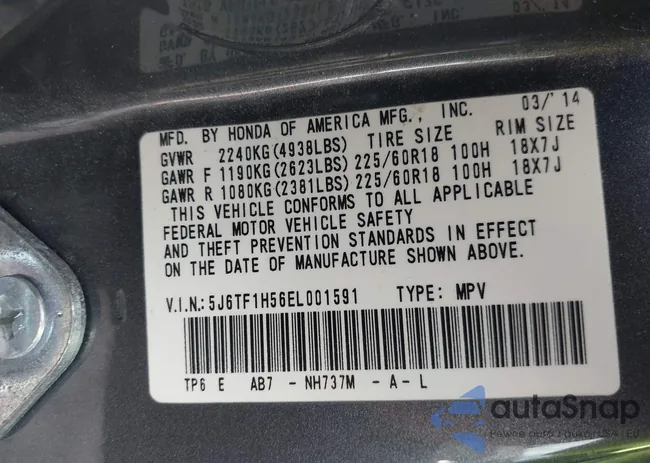 03/'14
MFD. BY HONDA OF AMERICA MFG., INC. 03/'14
GVWR 2240KG(4938LBS) TIRE SIZE RIM SIZE
GAWR F 1190KG(2623LBS) 225/60R18 100H 18X7J
GAWR R 1080KG(2381LBS) 225/60R18 100H 18X7J
THIS VEHICLE CONFORMS TO ALL APPLICABLE
FEDERAL MOTOR VEHICLE SAFETY
AND THEFT PREVENTION STANDARDS IN EFFECT
ON THE DATE OF MANUFACTURE SHOWN ABOVE.
V.I.N.:5J6TF1H56EL001591 TYPE: MPV
TP6 E AB7 - NH737M - A - L
autoSnap